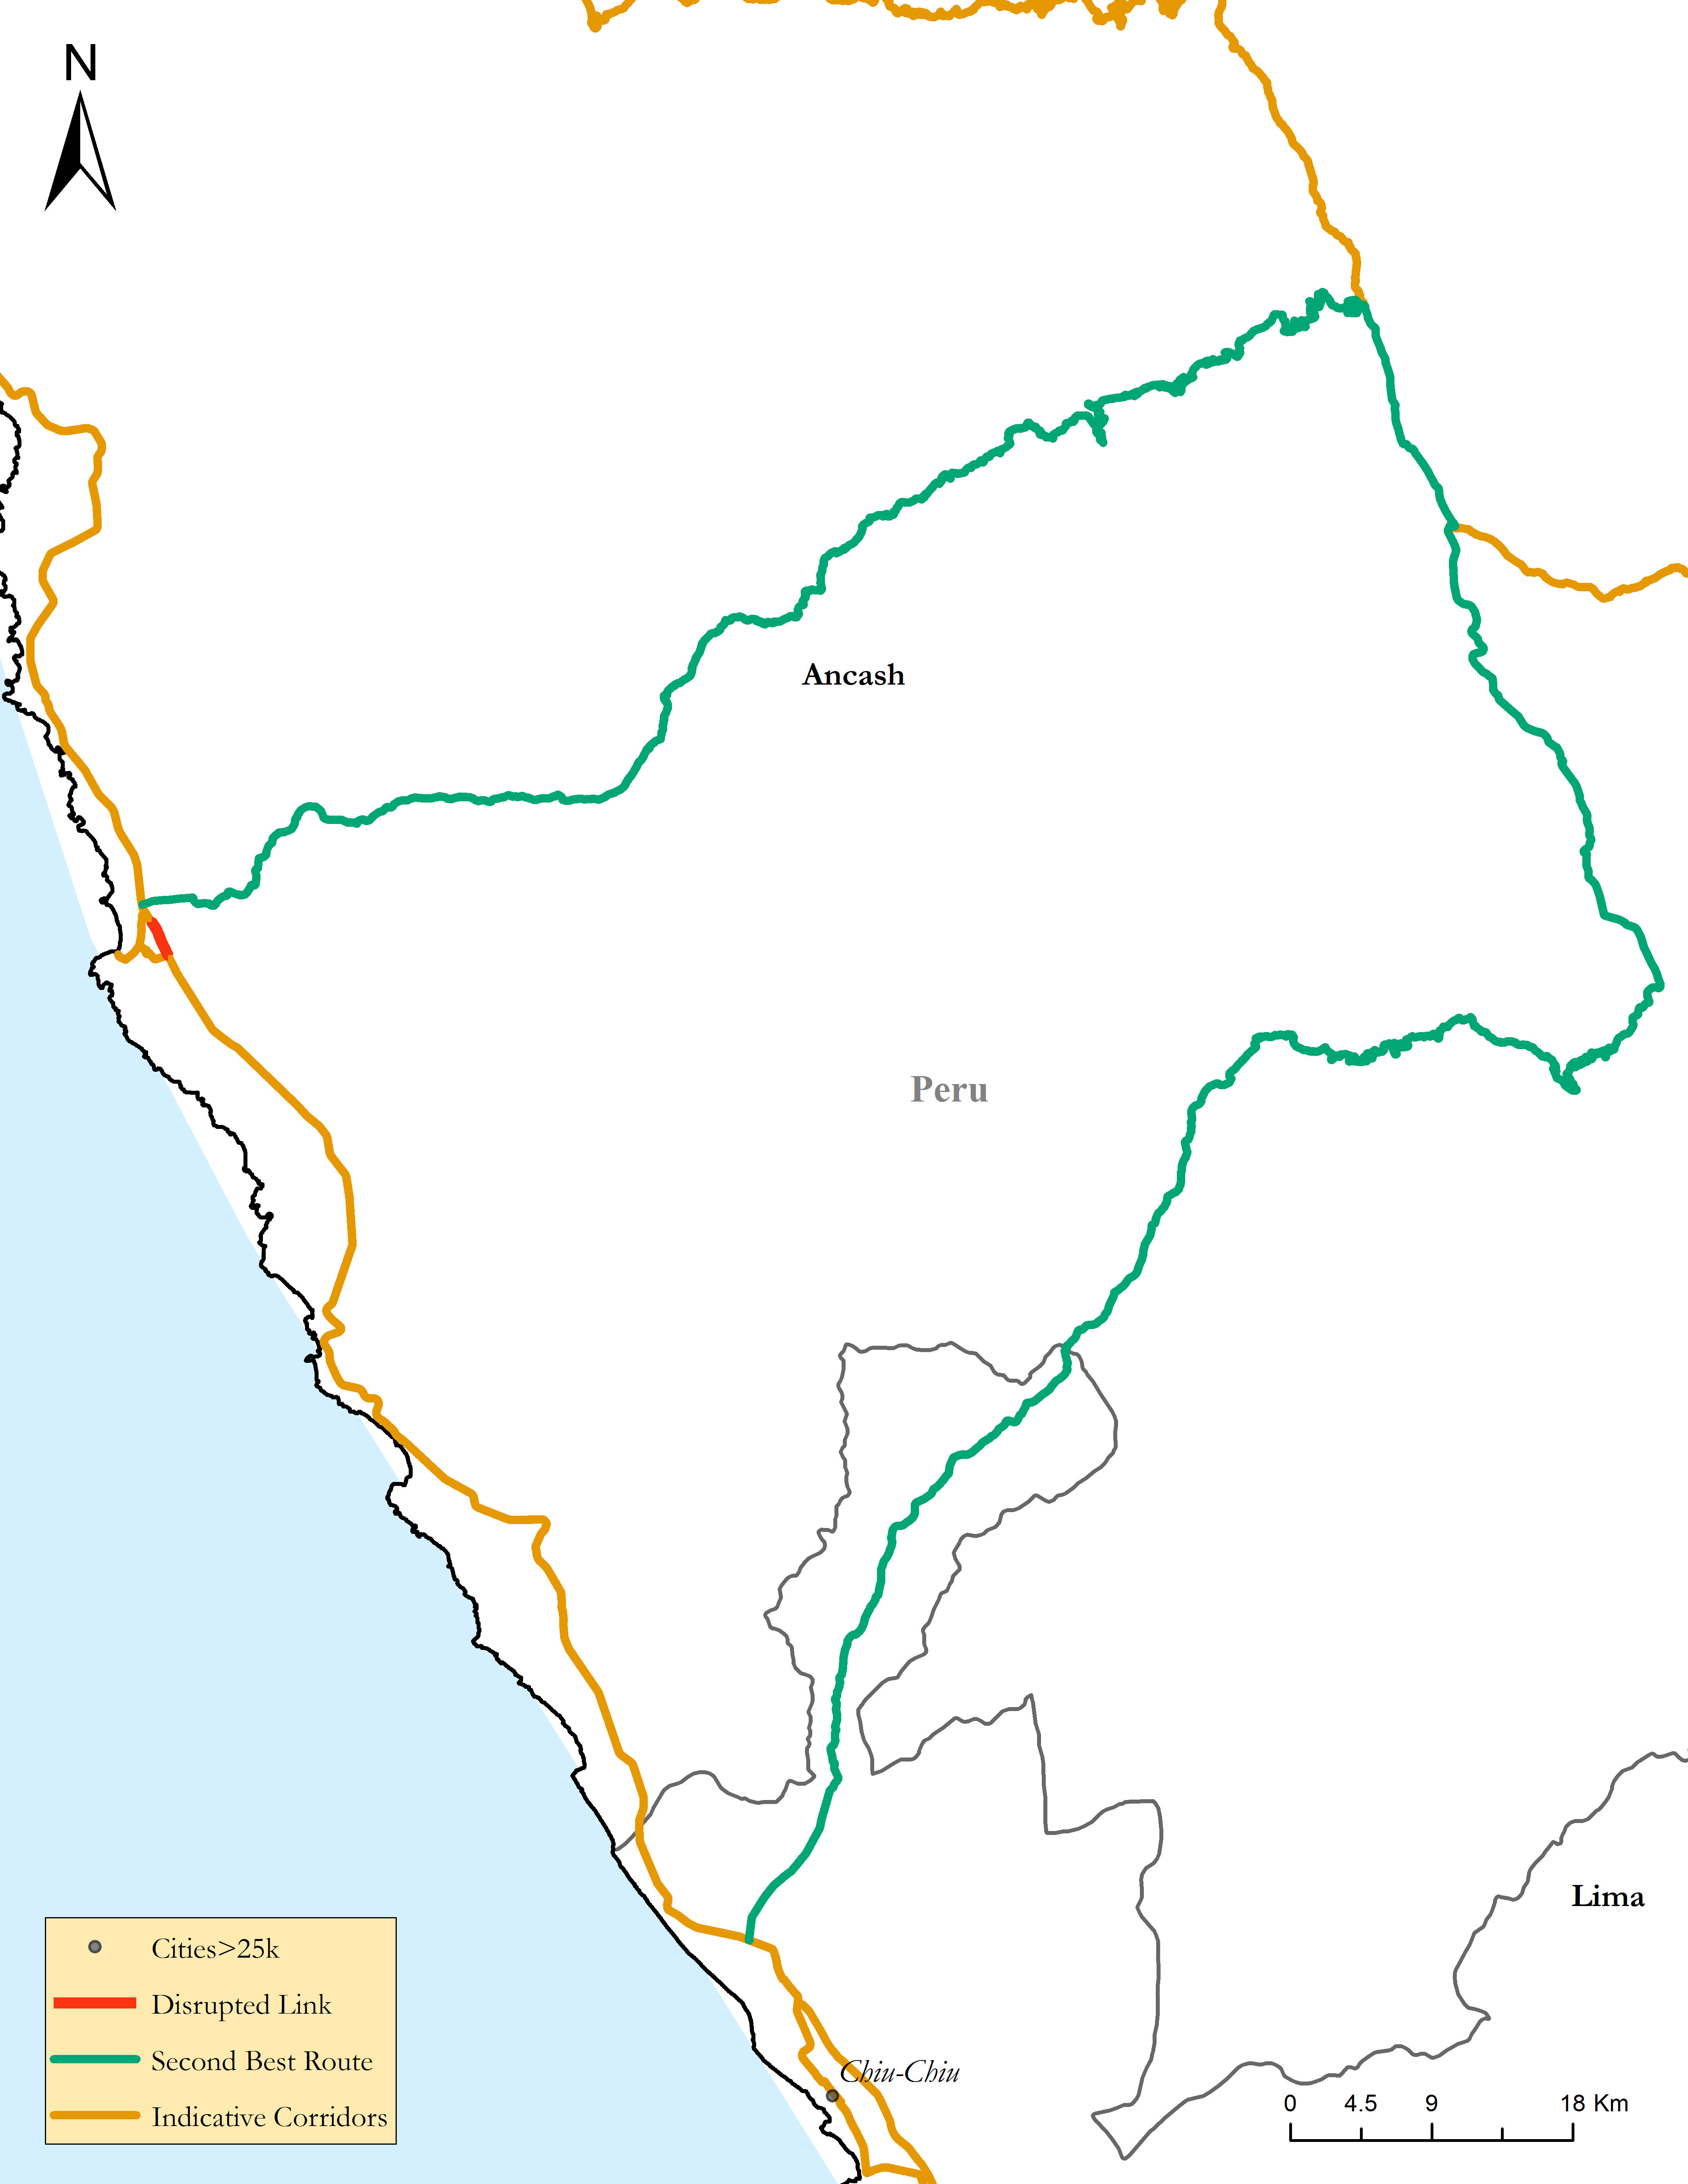 N
Ancash
Peru
Lima
Chiu-Chiu
Cities>25k
Disrupted Link
Second Best Route
Indicative Corridors
0 4.5 9 18 Km